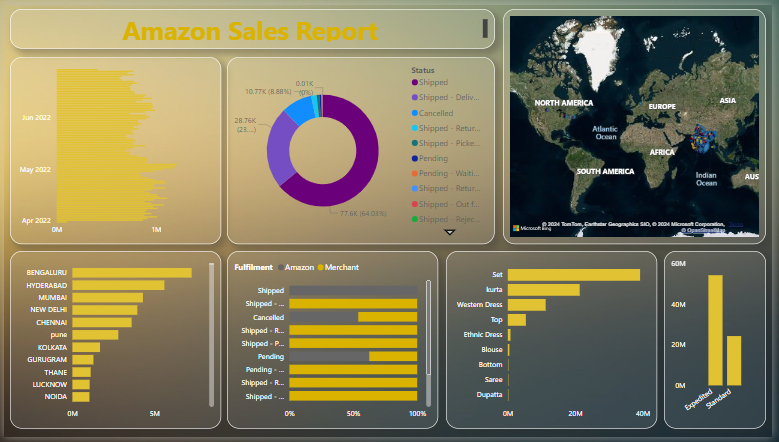 Amazon Sales Report
Jun 2022
May 2022
Apr 2022
0M
1M
0.01K
(0%)
10.77K (8.88%)
28.76K
(23...)
77.6K (64.03%)
Status
Shipped
Shipped - Deliv...
Cancelled
Shipped - Retur...
Shipped - Picke...
Pending
Pending - Waiti...
Shipped - Retur...
Shipped - Out f...
Shipped - Rejec...
NORTH AMERICA
EUROPE
ASIA
Atlantic
Ocean
AFRICA
SOUTH AMERICA
Indian
Ocean
AUS
Microsoft Bing
© 2024 TomTom, Earthstar Geographics SIO, © 2024 Microsoft Corporation,
© OpenStreetMap
BENGALURU
HYDERABAD
MUMBAI
NEW DELHI
CHENNAI
pune
KOLKATA
GURUGRAM
THANE
LUCKNOW
NOIDA
0M
5M
Fulfilment Amazon Merchant
Shipped
Shipped - ...
Cancelled
Shipped - R...
Shipped - P...
Pending
Pending - ...
Shipped - R...
Shipped - ...
0%
50%
100%
Set
kurta
Western Dress
Top
Ethnic Dress
Blouse
Bottom
Saree
Dupatta
0M
20M
40M
60M
40M
20M
0M
Expedited
Standard